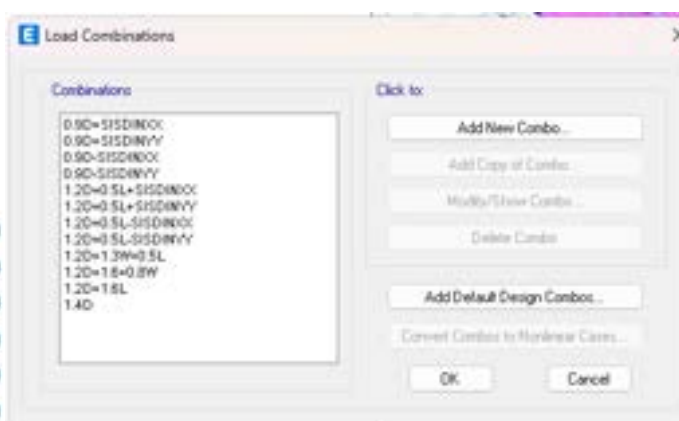 Load Combinations
Combinations
0.9D=SISDINXX
0.9D=SISDINYY
0.9D-SISDINXX
0.9D-SISDINYY
1.2D=0.5L+SISDINXX
1.2D=0.5L+SISDINYY
1.2D=0.5L-SISDINXX
1.2D=0.5L-SISDINYY
1.2D=1.3W=0.5L
1.2D=1.6=0.8W
1.2D=1.6L
1.4D
Click to:
Add New Combo...
Add Copy of Combo...
Modify/Show Combo...
Delete Combo
Add Default Design Combos...
Convert Combos to Nonlinear Cases...
OK
Cancel